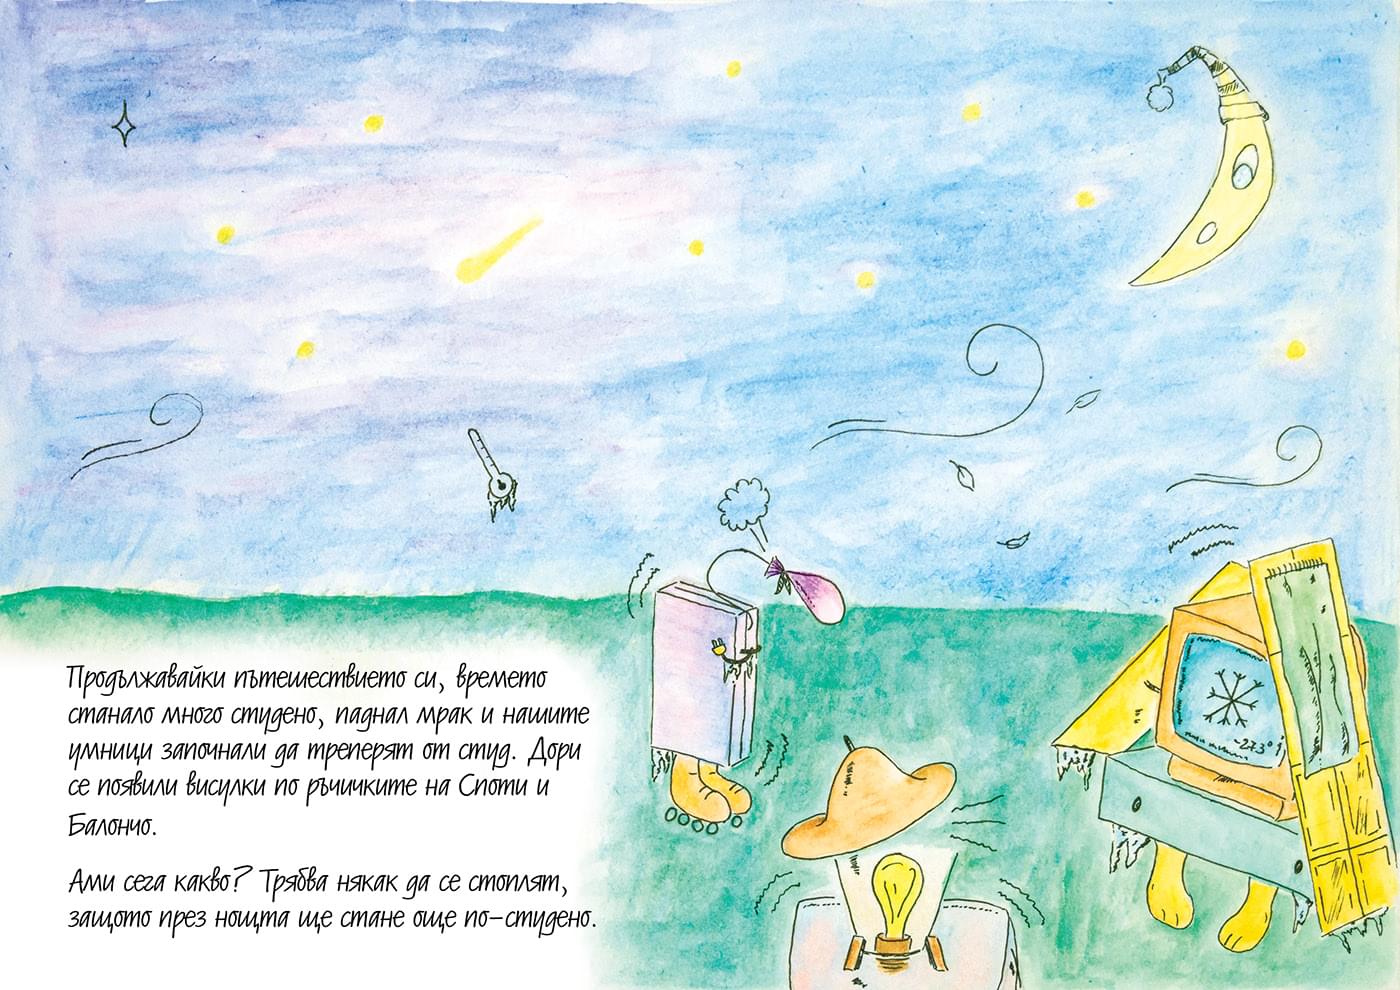 Продължавайки пътешествието си, времето
станало много студено, паднал мрак и нашите
умници започнали да треперят от студ. Дори
се появили висулки по ръчичките на Споти и
Балончо.
Ами сега какво? Трябва някак да се стоплят,
защото през нощта ще стане още по-студено.
-273°